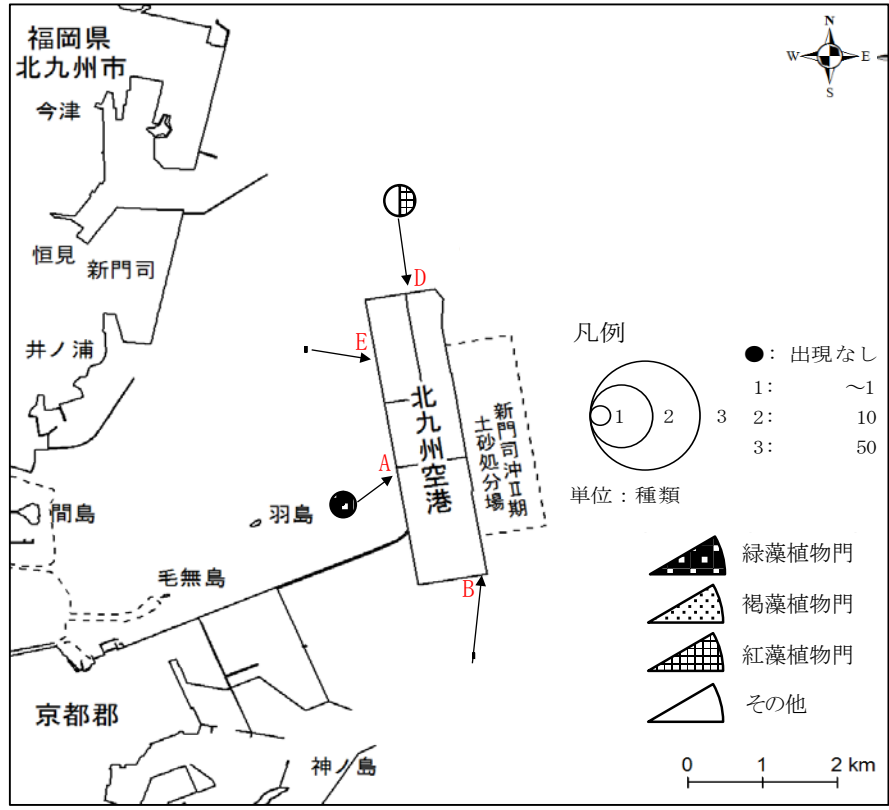 福岡県
北九州市
今津
恒見
新門司
井ノ浦
間島
羽島
毛無島
京都郡
神ノ島
N
W
E
S
D
E
A
B
北九州空港
新門司沖Ⅱ期
土砂処分場
凡例
1
2
3
●: 出現なし
1: ～1
2: 10
3: 50
単位：種類
緑藻植物門
褐藻植物門
紅藻植物門
その他
0 1 2 km